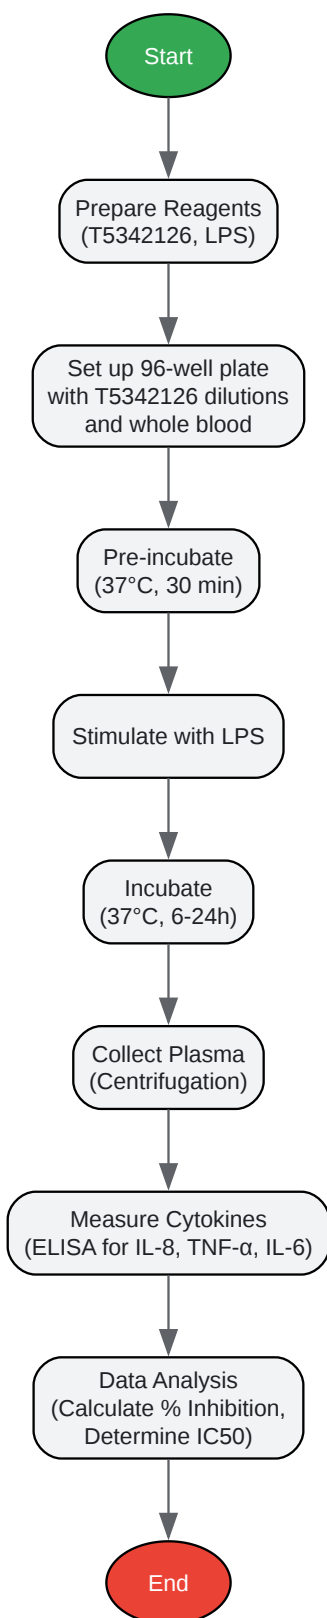 Start
Prepare Reagents
(T5342126, LPS)
Set up 96-well plate
with T5342126 dilutions
and whole blood
Pre-incubate
(37°C, 30 min)
Stimulate with LPS
Incubate
(37°C, 6-24h)
Collect Plasma
(Centrifugation)
Measure Cytokines
(ELISA for IL-8, TNF-α, IL-6)
Data Analysis
(Calculate % Inhibition,
Determine IC50)
End